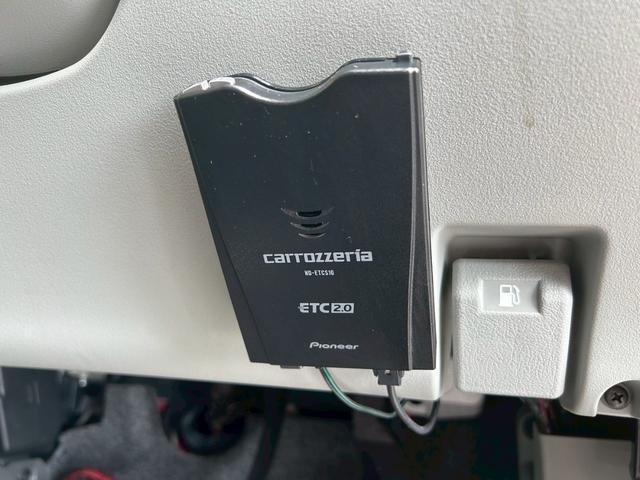 carrozzeria
ND-ETCS10
ETC2.0
Pioneer